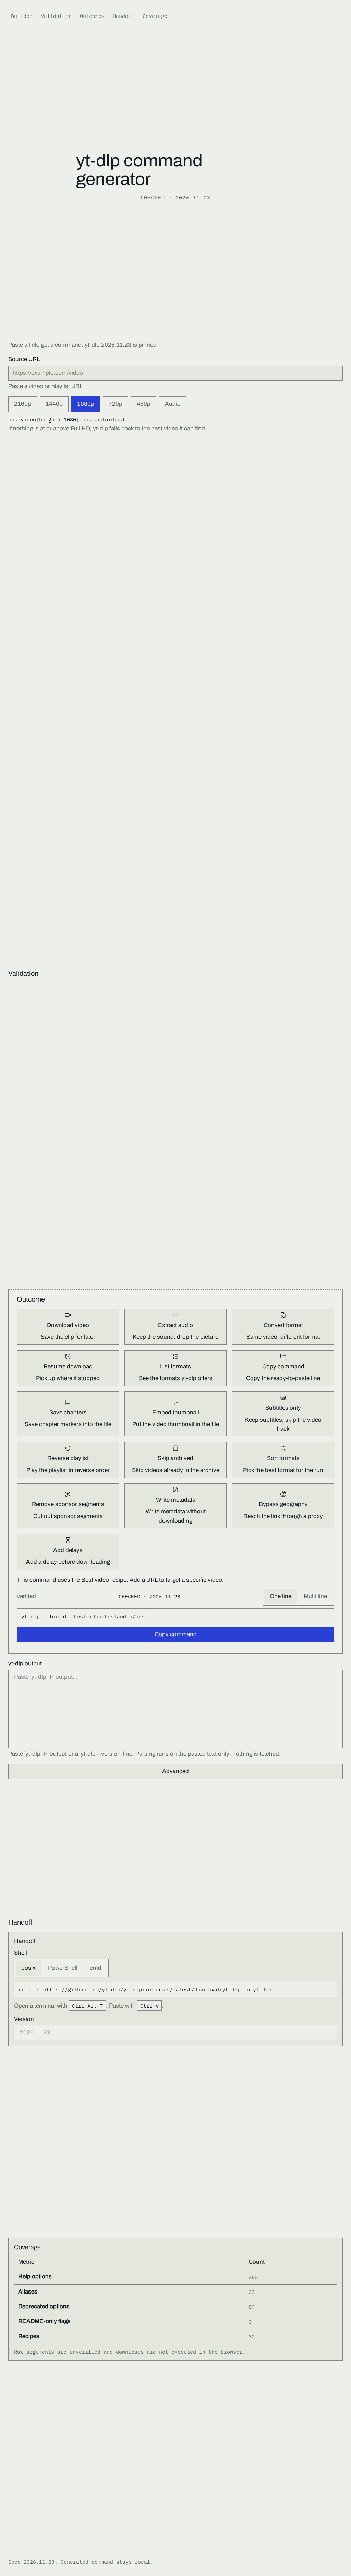 Builder Validation Outcomes Handoff Coverage
yt-dlp command
generator
CHECKED · 2026.11.23
Paste a link, get a command. yt-dlp 2026.11.23 is pinned
Source URL
https://example.com/video
Paste a video or playlist URL.
2160p 1440p 1080p 720p 480p Audio
bestvideo[height>=1080]+bestaudio/best
If nothing is at or above Full HD, yt-dlp falls back to the best video it can find.
Validation
Outcome
Download video Extract audio Convert format
Save the clip for later Keep the sound, drop the picture Same video, different format
Resume download List formats Copy command
Pick up where it stopped See the formats yt-dlp offers Copy the ready-to-paste line
Save chapters Embed thumbnail Subtitles only
Save chapter markers into the file Put the video thumbnail in the file Keep subtitles, skip the video
track
Reverse playlist Skip archived Sort formats
Play the playlist in reverse order Skip videos already in the archive Pick the best format for the run
Remove sponsor segments Write metadata Bypass geography
Cut out sponsor segments Write metadata without
downloading Reach the link through a proxy
Add delays
Add a delay before downloading
This command uses the Best video recipe. Add a URL to target a specific video.
verified CHECKED · 2026.11.23 One line Multi line
yt-dlp --format 'bestvideo+bestaudio/best'
Copy command
yt-dlp output
Paste `yt-dlp -F` output...
Paste `yt-dlp -F` output or a `yt-dlp --version` line. Parsing runs on the pasted text only; nothing is fetched.
Advanced
Handoff
Handoff
Shell
posix PowerShell cmd
curl -L https://github.com/yt-dlp/yt-dlp/releases/latest/download/yt-dlp -o yt-dlp
Open a terminal with Ctrl+Alt+T. Paste with Ctrl+V.
Version
2026.11.23
Coverage
Metric Count
Help options 250
Aliases 23
Deprecated options 89
README-only flags 0
Recipes 32
Raw arguments are unverified and downloads are not executed in the browser.
Spec 2026.11.23. Generated command stays local.